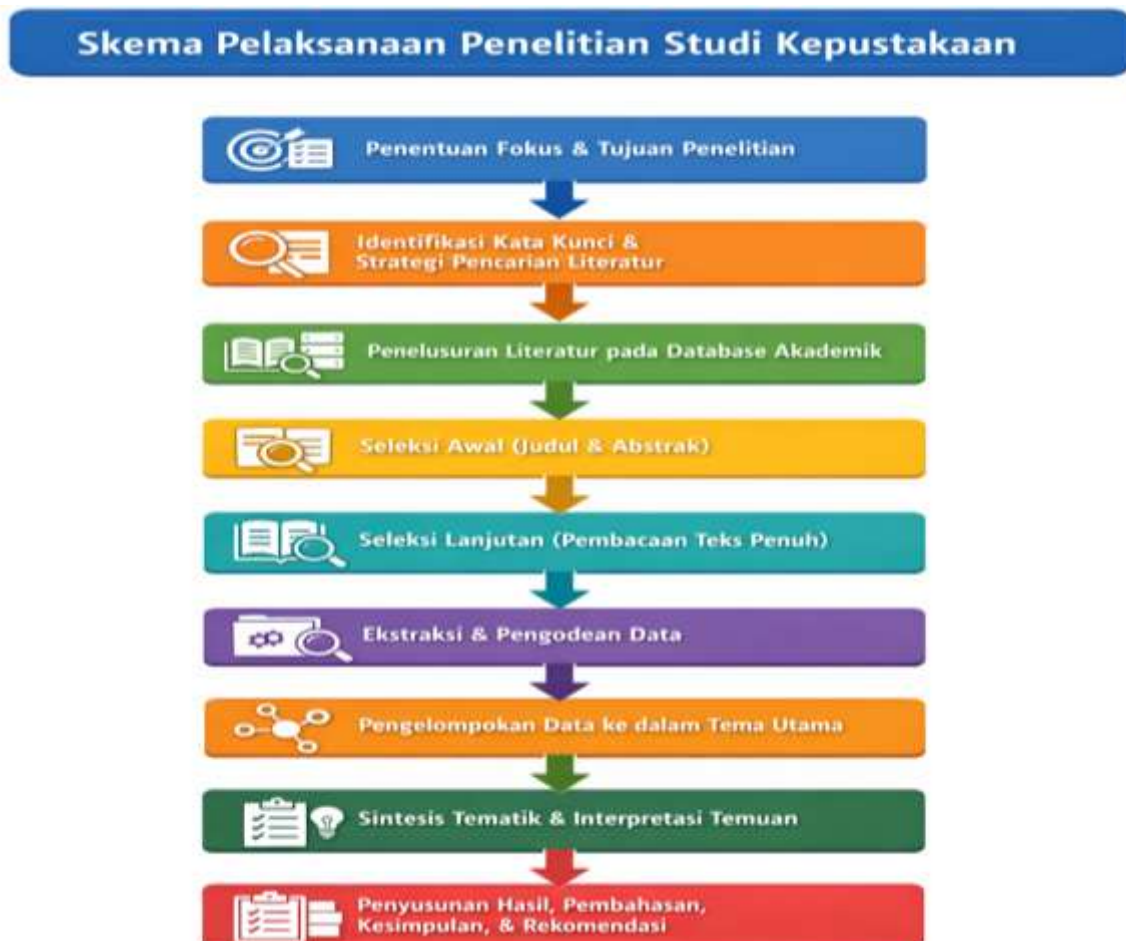 Skema Pelaksanaan Penelitian Studi Kepustakaan
Penentuan Fokus & Tujuan Penelitian
Identifikasi Kata Kunci &
Strategi Pencarian Literatur
Penelusuran Literatur pada Database Akademik
Seleksi Awal (Judul & Abstrak)
Seleksi Lanjutan (Pembacaan Teks Penuh)
Ekstraksi & Pengodean Data
Pengelompokan Data ke dalam Tema Utama
Sintesis Tematik & Interpretasi Temuan
Penyusunan Hasil, Pembahasan,
Kesimpulan, & Rekomendasi